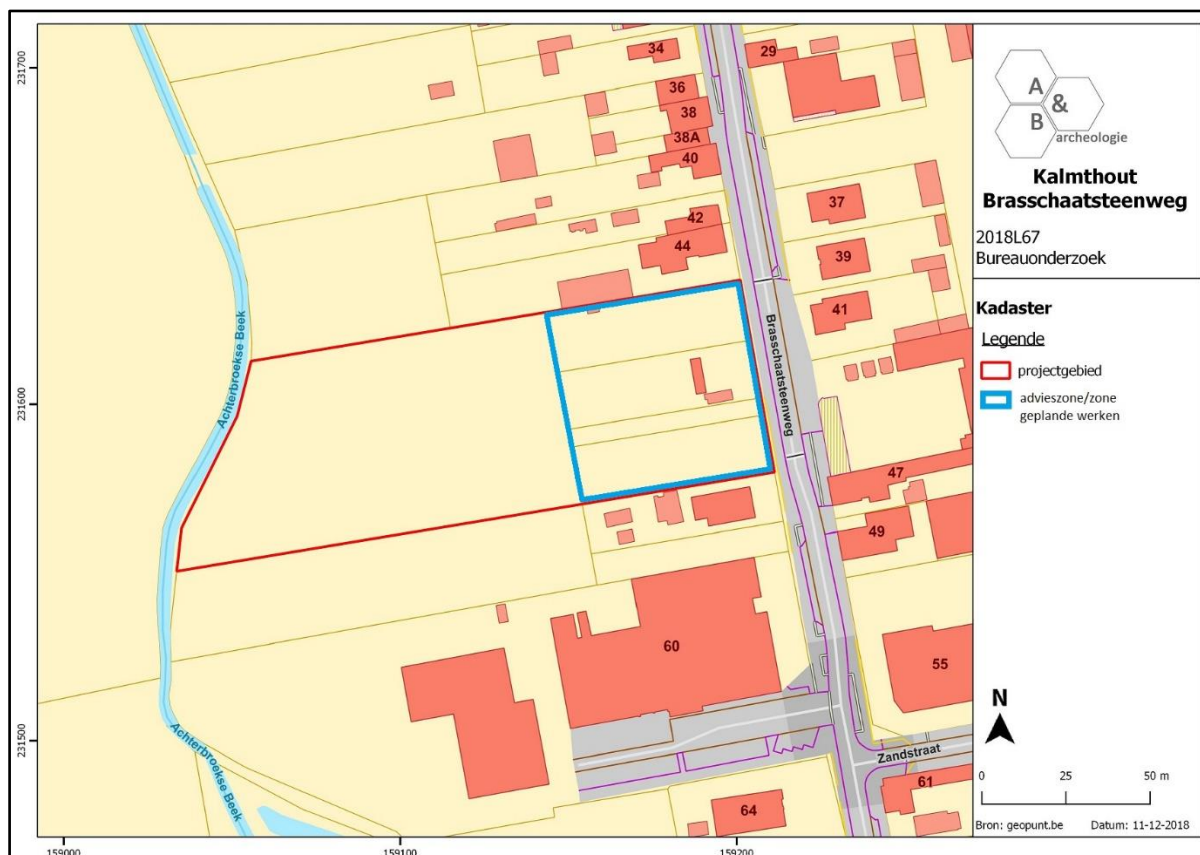 231700
231600
231500
159000
159100
159200
34
36
38
38A
40
42
44
29
37
39
41
47
49
55
60
61
64
Achterbroekse Beek
Achterbroekse Beek
Brasschaatsteenweg
Zandstraat
A
&
B
archeologie
Kalmthout
Brasschaatsteenweg
2018L67
Bureauonderzoek
Kadaster
Legende
projectgebied
advieszone/zone
geplande werken
N
0 25 50 m
Bron: geopunt.be Datum: 11-12-2018